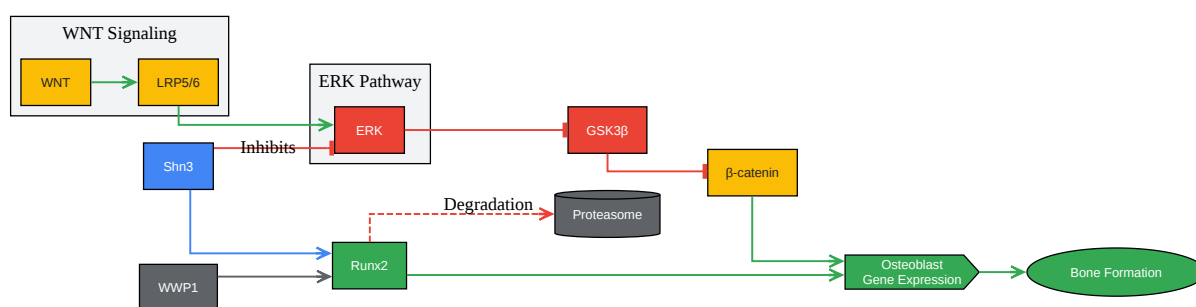 WNT Signaling
WNT
LRP5/6
ERK Pathway
ERK
GSK3β
Inhibits
Shn3
β-catenin
Degradation
Proteasome
Runx2
WWP1
Osteoblast
Gene Expression
Bone Formation